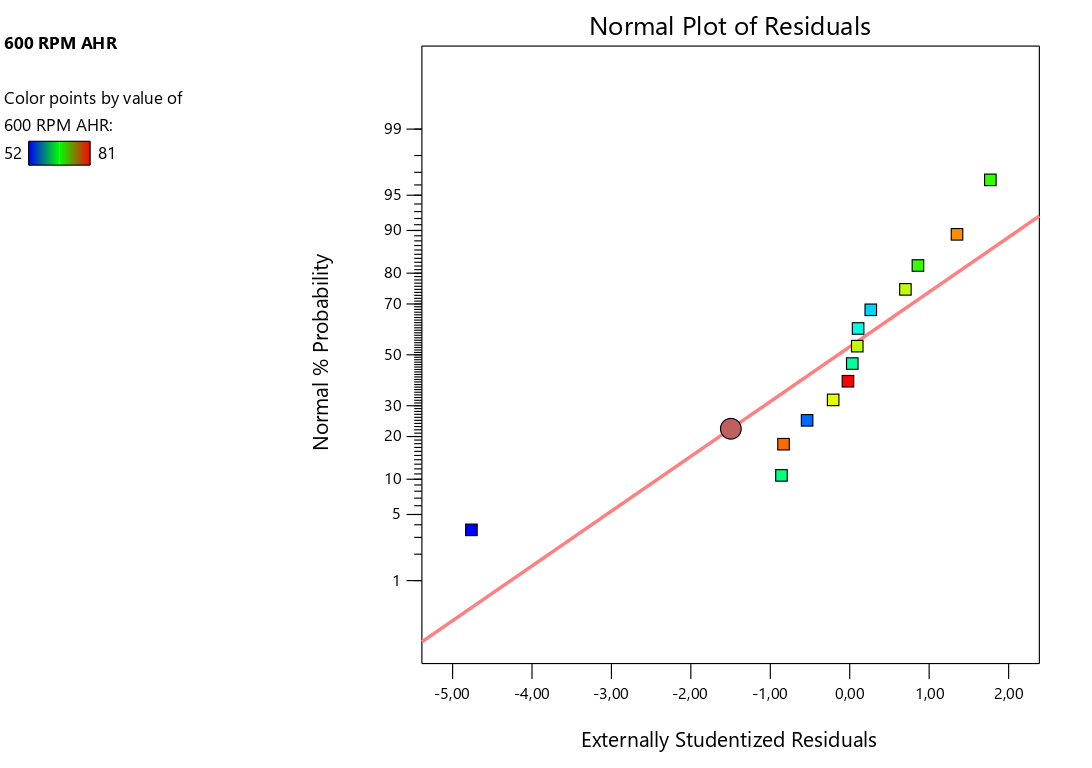 600 RPM AHR
Color points by value of
600 RPM AHR:
52 81
Normal Plot of Residuals
Normal % Probability
99
95
90
80
70
50
30
20
10
5
1
-5,00 -4,00 -3,00 -2,00 -1,00 0,00 1,00 2,00
Externally Studentized Residuals